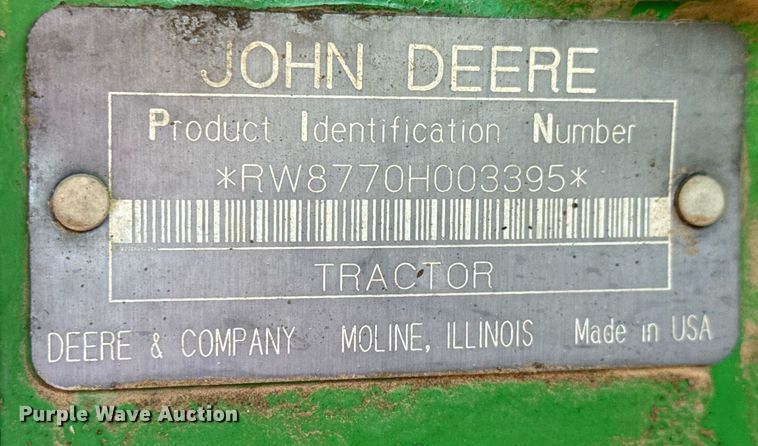 JOHN DEERE
Product Identification Number
*RW8770H003395*
TRACTOR
DEERE & COMPANY MOLINE, ILLINOIS Made in USA
Purple Wave Auction